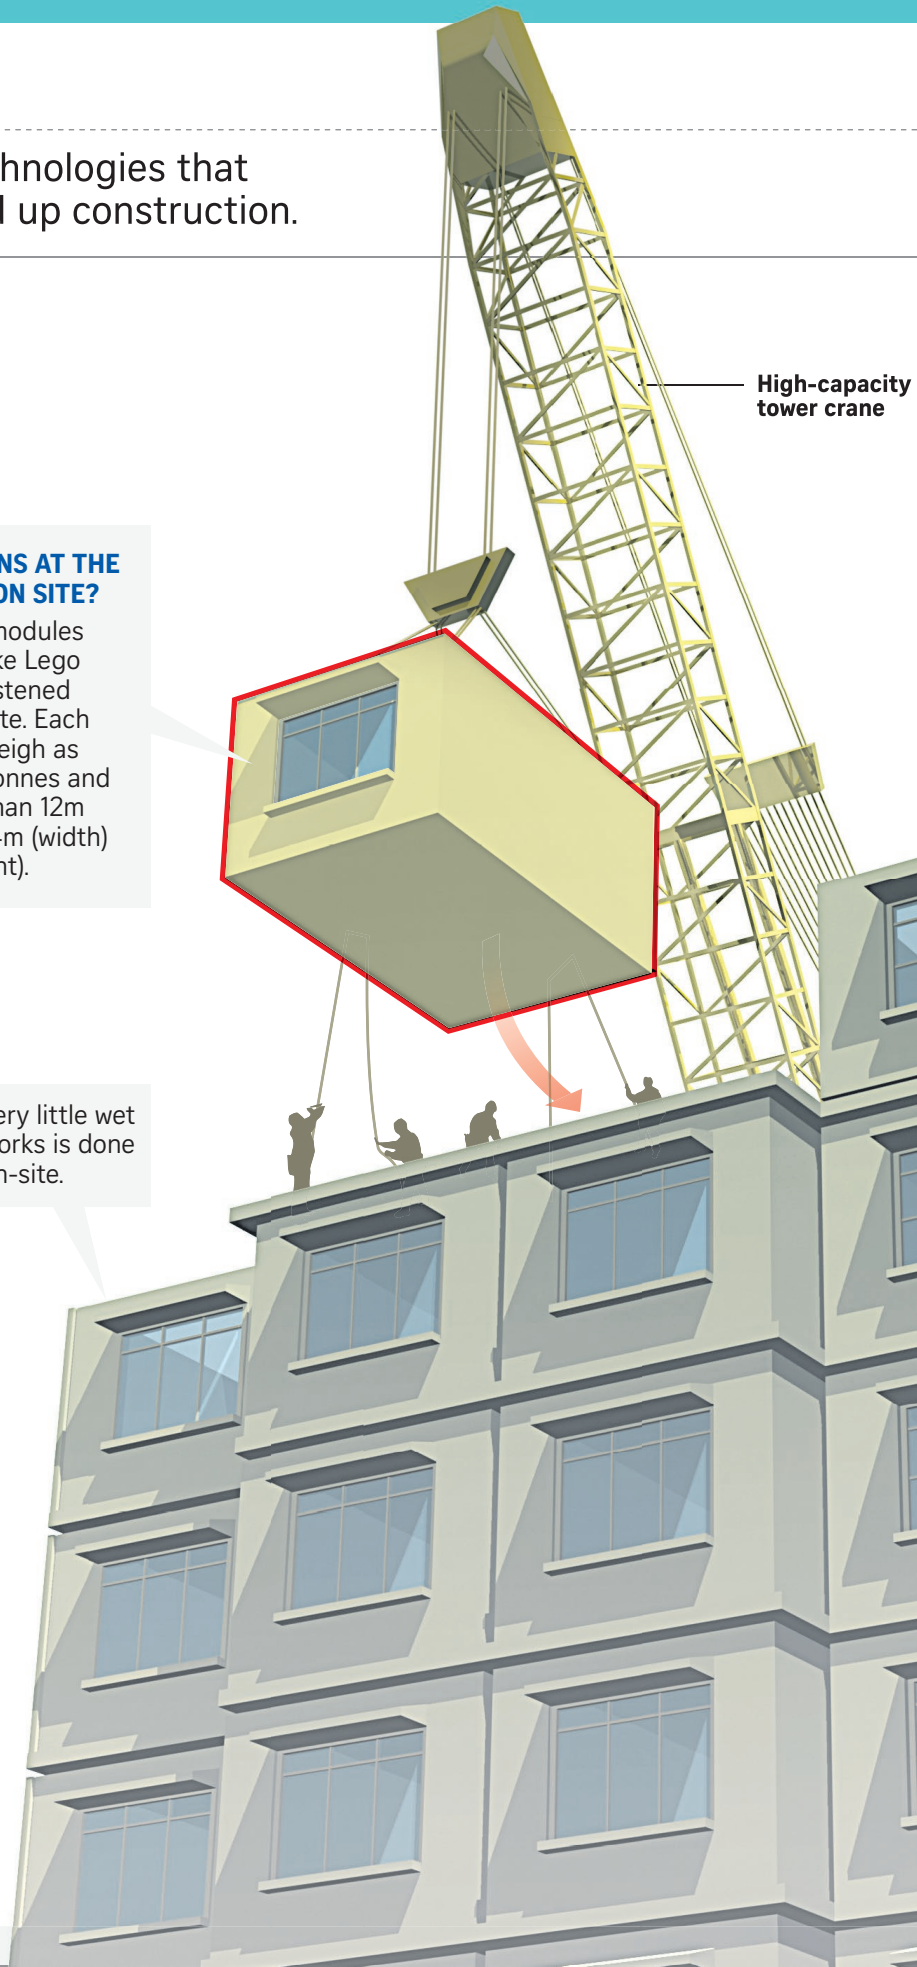 hnologies that
up construction.
High-capacity
tower crane
NS AT THE
ON SITE?
nodules
ke Lego
stened
te. Each
eigh as
onnes and
han 12m
m (width)
nt).
ery little wet
orks is done
n-site.